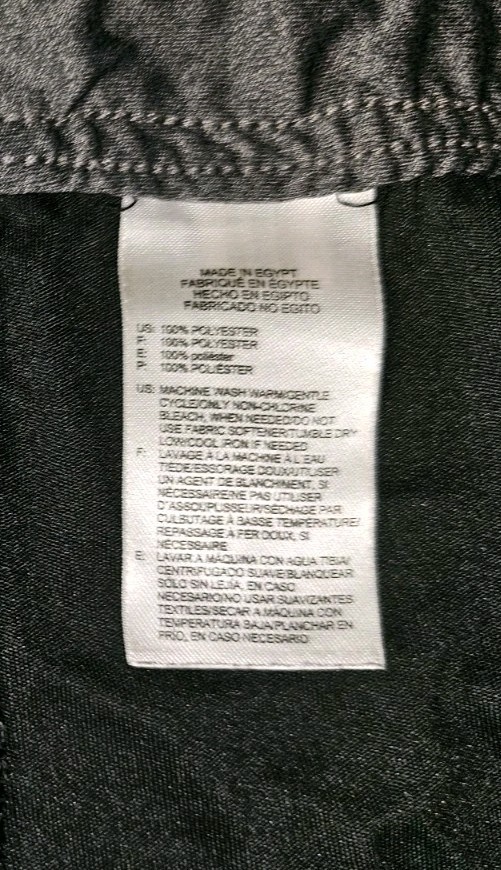 MADE IN EGYPT
FABRIQUÉ EN ÉGYPTE
HECHO EN EGIPTO
FABRICADO NO EGITO
US: 100% POLYESTER
F: 100% POLYESTER
E: 100% poliéster
P: 100% POLIÉSTER
US: MACHINE WASH WARM/GENTLE
CYCLE/ONLY NON-CHLORINE
BLEACH, WHEN NEEDED/DO NOT
USE FABRIC SOFTENER/TUMBLE DRY
LOW/COOL IRON IF NEEDED
F: LAVAGE À LA MACHINE À L'EAU
TIÈDE/ESSORAGE DOUX/UTILISER
UN AGENT DE BLANCHIMENT, SI
NÉCESSAIRE/NE PAS UTILISER
D'ASSOUPLISSEUR/SÉCHAGE PAR
CULBUTAGE À BASSE TEMPÉRATURE/
REPASSAGE A FER DOUX, SI
NÉCESSAIRE
E: LAVAR A MÁQUINA CON AGUA TIBIA/
CENTRIFUGADO SUAVE/BLANQUEAR
SÓLO SIN LEJÍA, EN CASO
NECESARIO/NO USAR SUAVIZANTES
TEXTILES/SECAR A MÁQUINA CON
TEMPERATURA BAJA/PLANCHAR EN
FRÍO, EN CASO NECESARIO